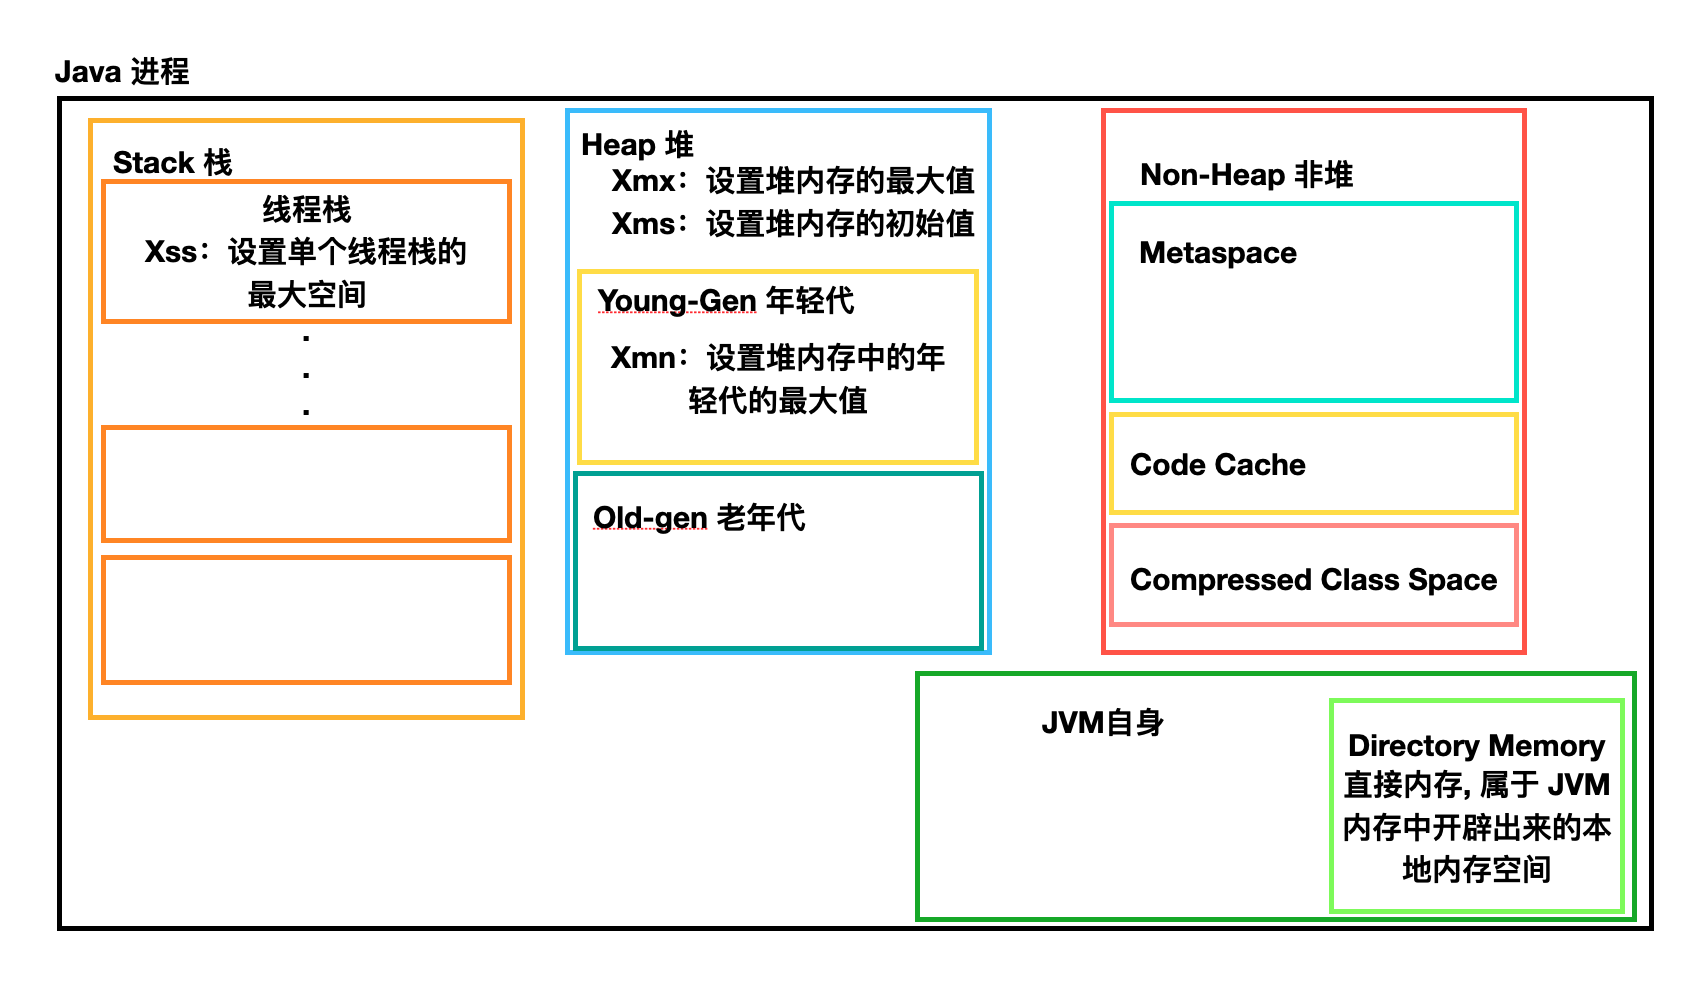 Java 进程
Stack 栈
线程栈
Xss：设置单个线程栈的
最大空间
.
.
.
Heap 堆
Xmx：设置堆内存的最大值
Xms：设置堆内存的初始值
Young-Gen 年轻代
Xmn：设置堆内存中的年
轻代的最大值
Old-gen 老年代
Non-Heap 非堆
Metaspace
Code Cache
Compressed Class Space
JVM自身
Directory Memory
直接内存, 属于 JVM
内存中开辟出来的本
地内存空间